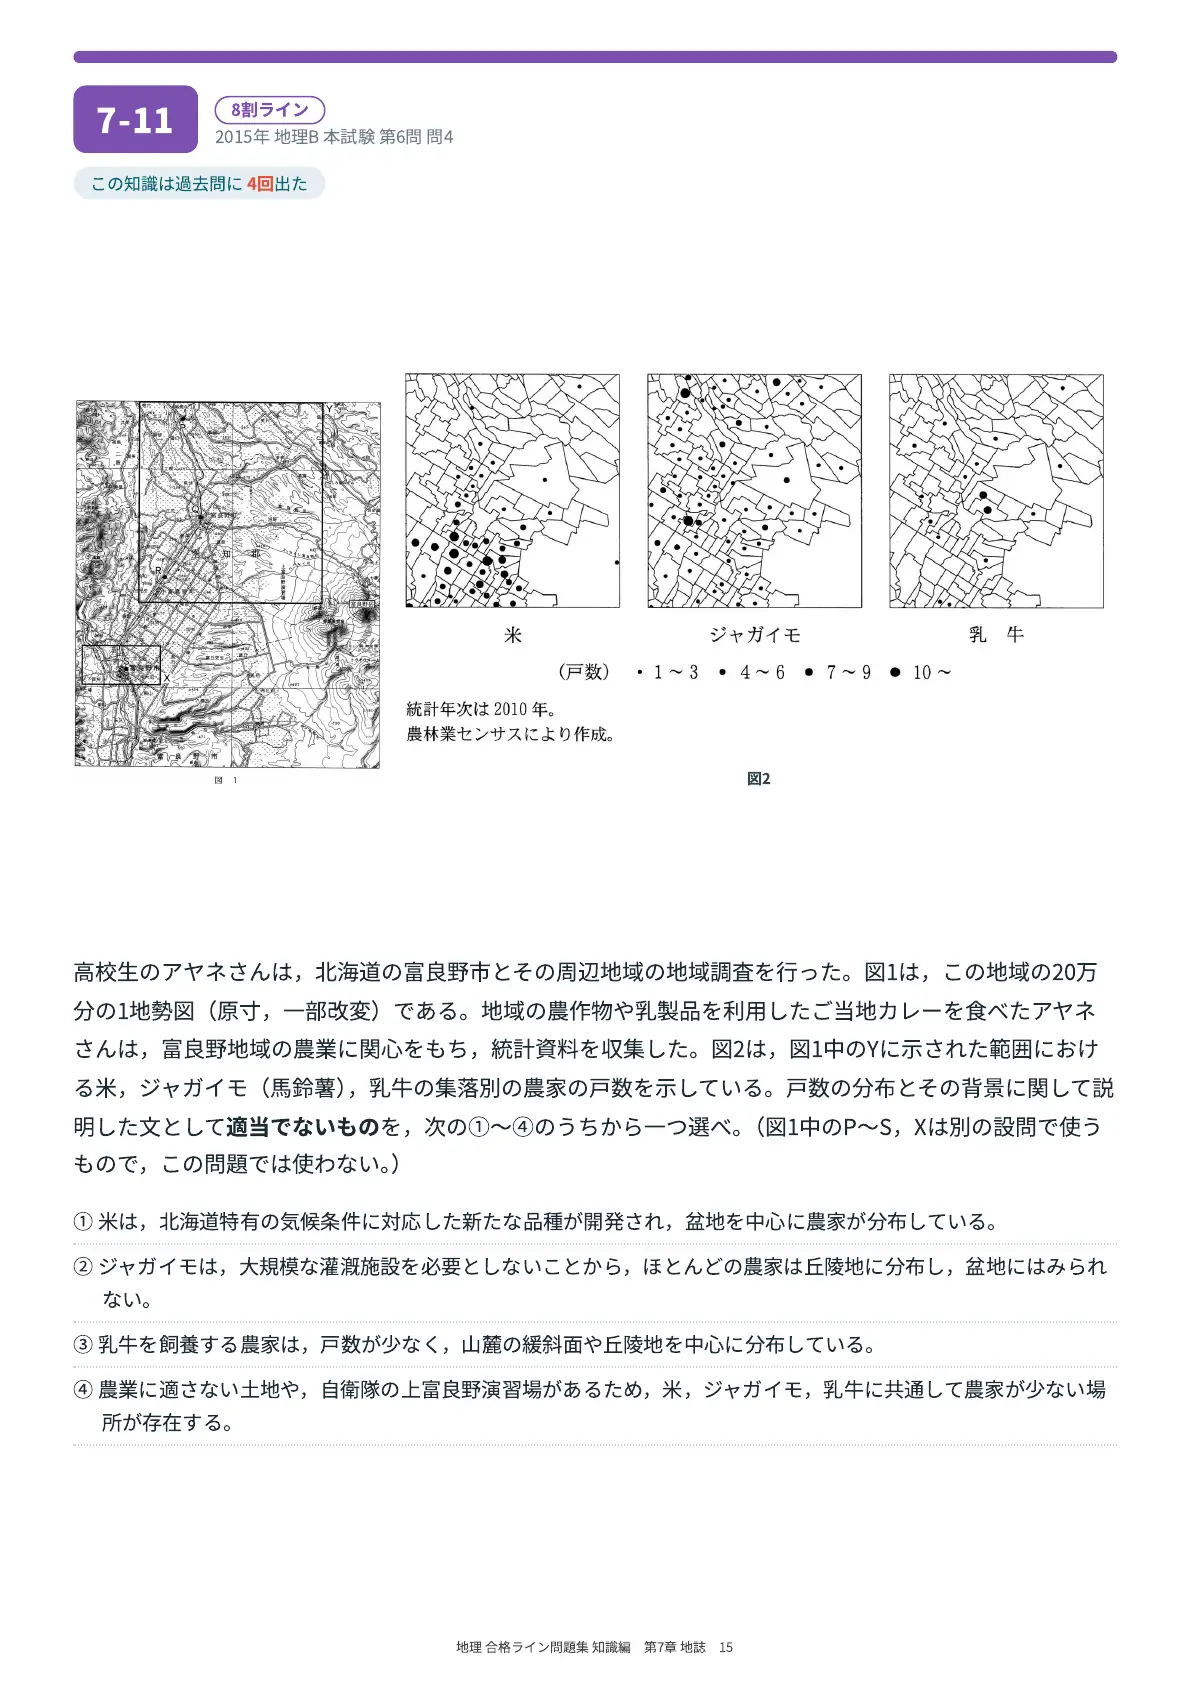 7-11
8割ライン
2015年 地理B 本試験 第6問 問4
この知識は過去問に 4回出た
米
ジャガイモ
乳 牛
(戸数) ・ 1～3 ・ 4～6 ● 7～9 ● 10～
統計年次は 2010 年。
農林業センサスにより作成。
図 1
図2
高校生のアヤネさんは，北海道の富良野市とその周辺地域の地域調査を行った。図1は，この地域の20万
分の1地勢図（原寸，一部改変）である。地域の農作物や乳製品を利用したご当地カレーを食べたアヤネ
さんは，富良野地域の農業に関心をもち，統計資料を収集した。図2は，図1中のYに示された範囲におけ
る米，ジャガイモ（馬鈴薯），乳牛の集落別の農家の戸数を示している。戸数の分布とその背景に関して説
明した文として適当でないものを，次の①～④のうちから一つ選べ。（図1中のP～S，Xは別の設問で使う
もので，この問題では使わない。）
① 米は，北海道特有の気候条件に対応した新たな品種が開発され，盆地を中心に農家が分布している。
② ジャガイモは，大規模な灌漑施設を必要としないことから，ほとんどの農家は丘陵地に分布し，盆地にはみられ
ない。
③ 乳牛を飼養する農家は，戸数が少なく，山麓の緩斜面や丘陵地を中心に分布している。
④ 農業に適さない土地や，自衛隊の上富良野演習場があるため，米，ジャガイモ，乳牛に共通して農家が少ない場
所が存在する。
地理 合格ライン問題集 知識編 第7章 地誌 15